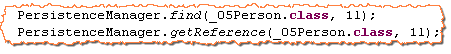 PersistenceManager.find(_05Person.class, 1l);
PersistenceManager.getReference(_05Person.class, 1l);